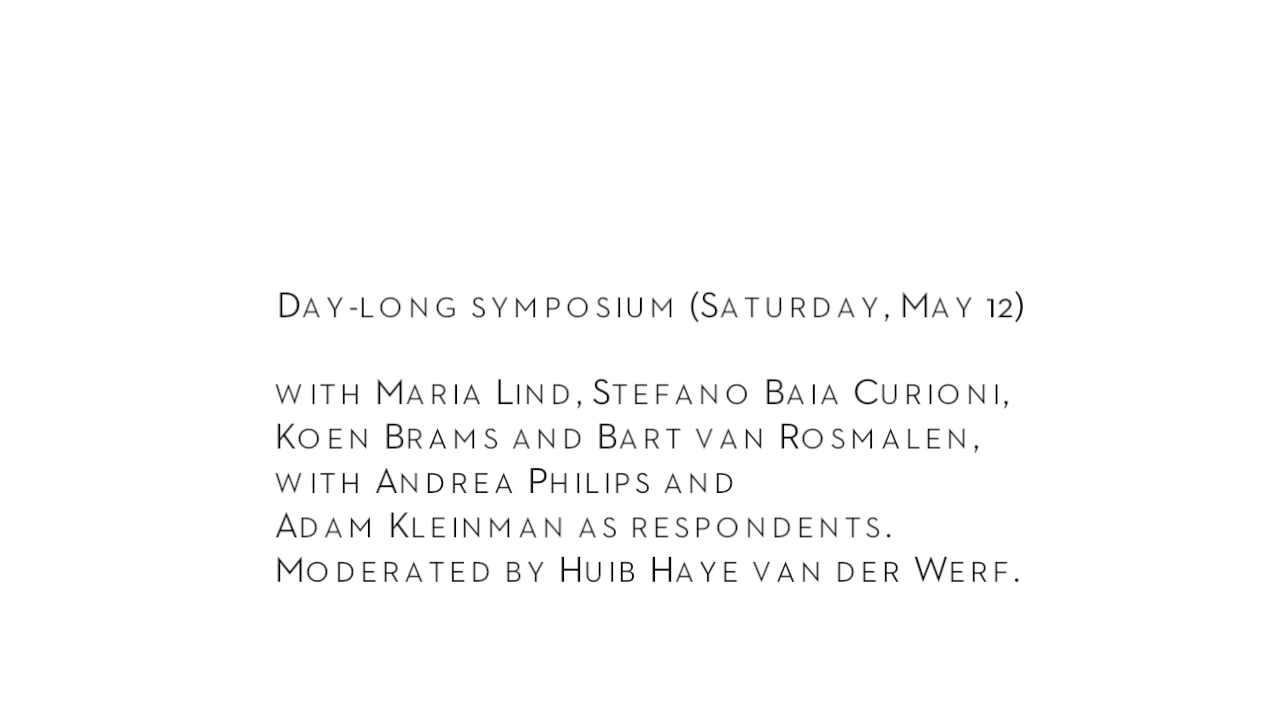 Day-long symposium (Saturday, May 12)
with Maria Lind, Stefano Baia Curioni,
Koen Brams and Bart van Rosmalen,
with Andrea Philips and
Adam Kleinman as respondents.
Moderated by Huib Haye van der Werf.